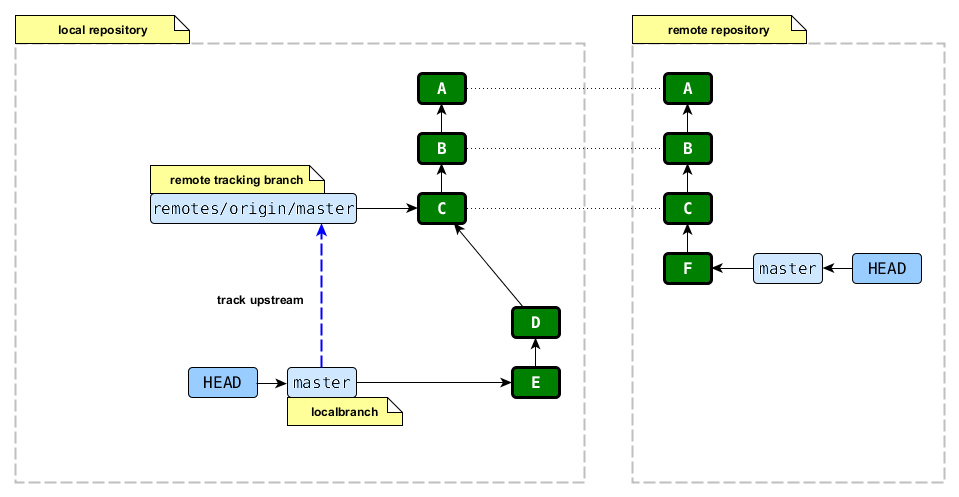 local repository
remote repository
A
A
B
B
remote tracking branch
remotes/origin/master
C
C
F
master
HEAD
track upstream
D
HEAD
master
E
localbranch